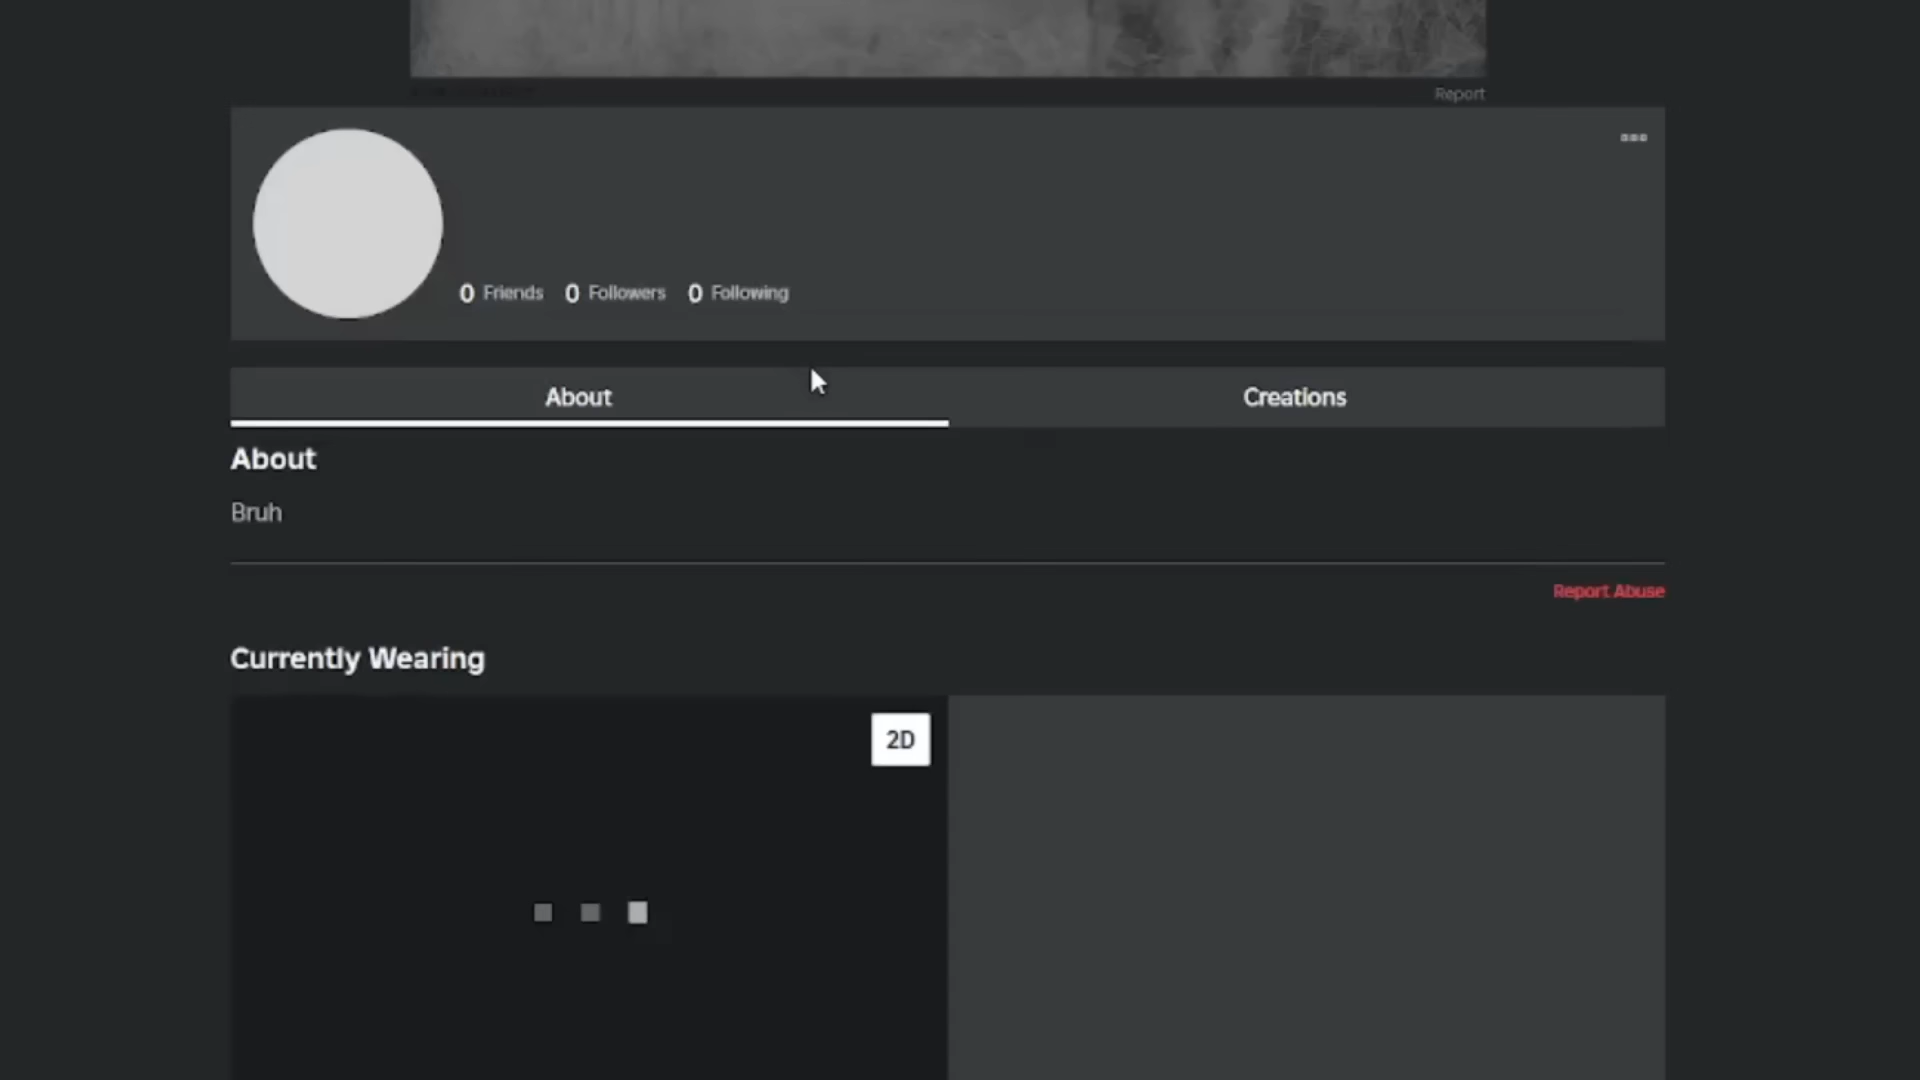 Report
0 Friends 0 Followers 0 Following
About Creations
About
Bruh
Report Abuse
Currently Wearing
2D